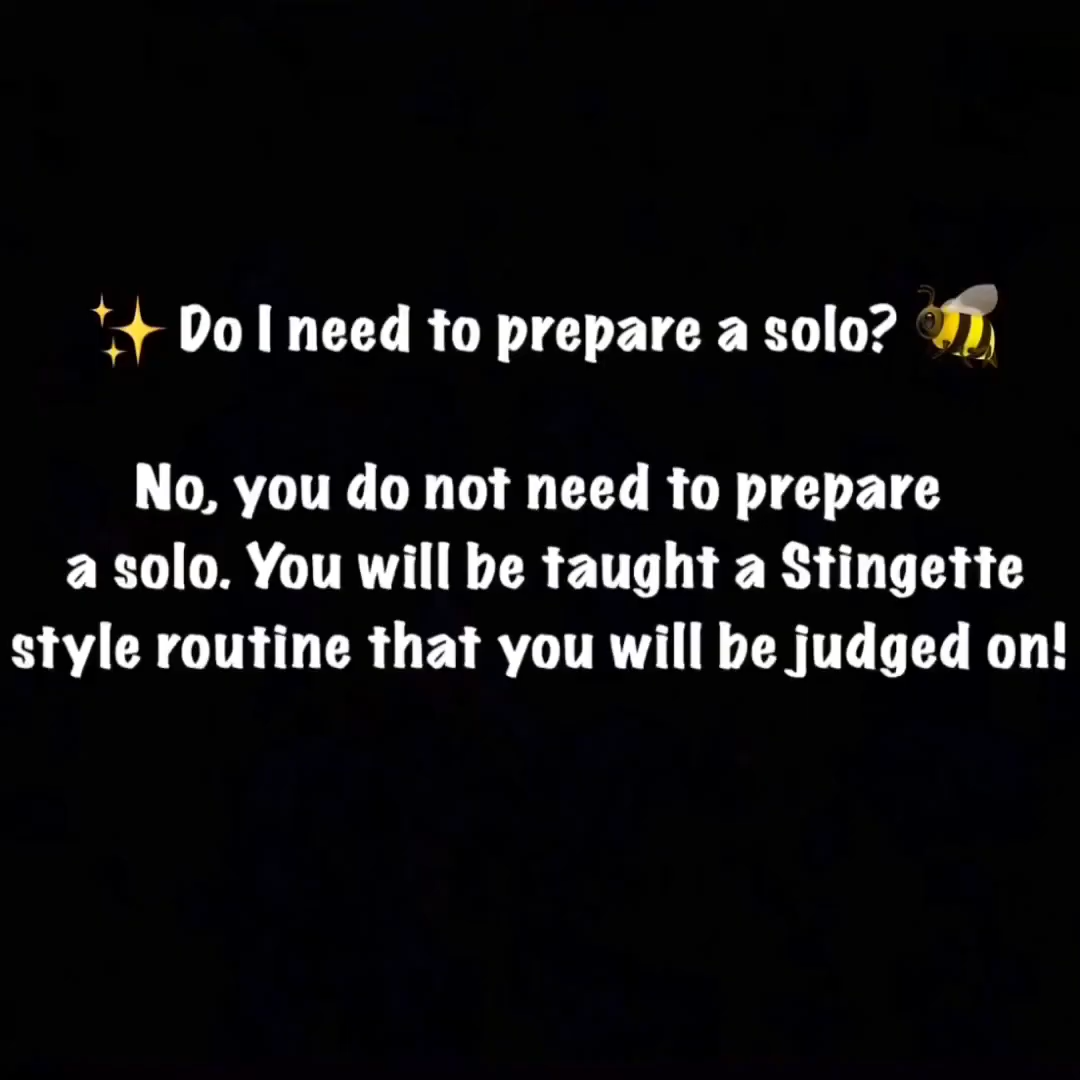 ✨ Do I need to prepare a solo? 🐝
No, you do not need to prepare
a solo. You will be taught a Stingette
style routine that you will be judged on!